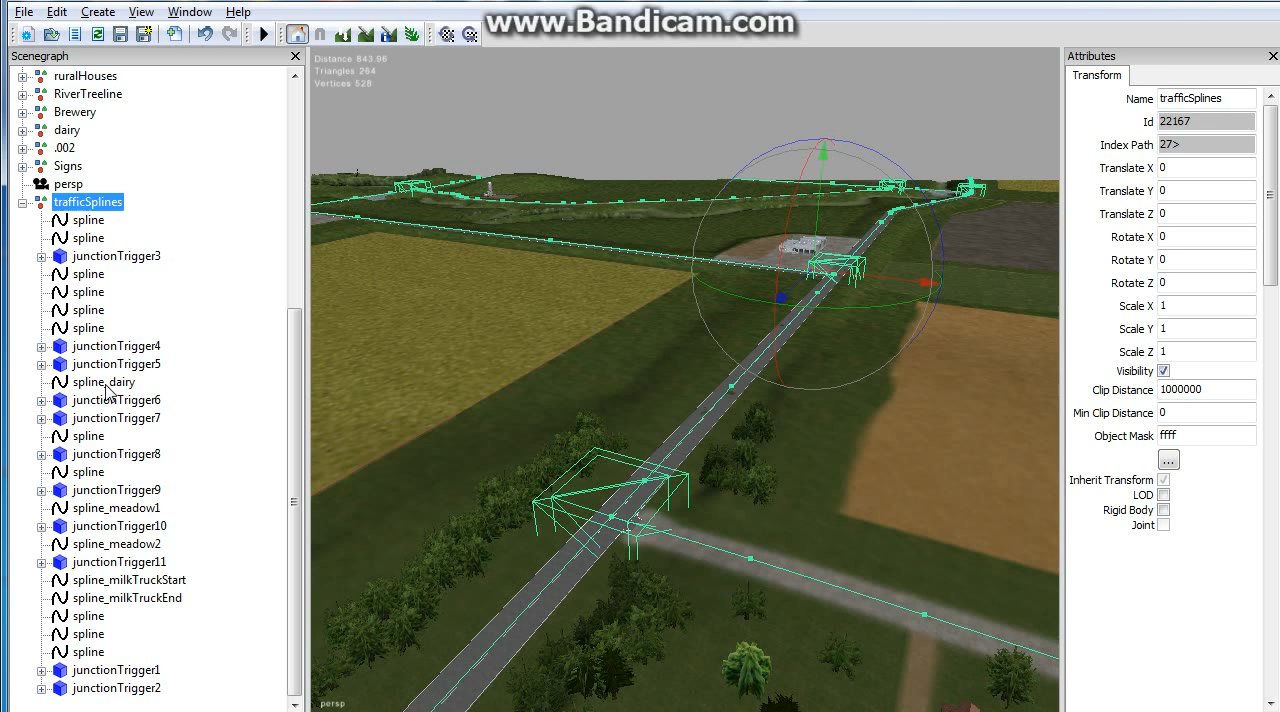 www.Bandicam.com
File Edit Create View Window Help
Scenegraph
ruralHouses
RiverTreeline
Brewery
dairy
.002
Signs
persp
trafficSplines
spline
spline
junctionTrigger3
spline
spline
spline
spline
junctionTrigger4
junctionTrigger5
spline_dairy
junctionTrigger6
junctionTrigger7
spline
junctionTrigger8
spline
junctionTrigger9
spline_meadow1
junctionTrigger10
spline_meadow2
junctionTrigger11
spline_milkTruckStart
spline_milkTruckEnd
spline
spline
spline
junctionTrigger1
junctionTrigger2
Distance 843.96
Triangles 264
Vertices 528
persp
Attributes
Transform
Name trafficSplines
Id 22167
Index Path 27>
Translate X 0
Translate Y 0
Translate Z 0
Rotate X 0
Rotate Y 0
Rotate Z 0
Scale X 1
Scale Y 1
Scale Z 1
Visibility
Clip Distance 1000000
Min Clip Distance 0
Object Mask ffff
...
Inherit Transform
LOD
Rigid Body
Joint